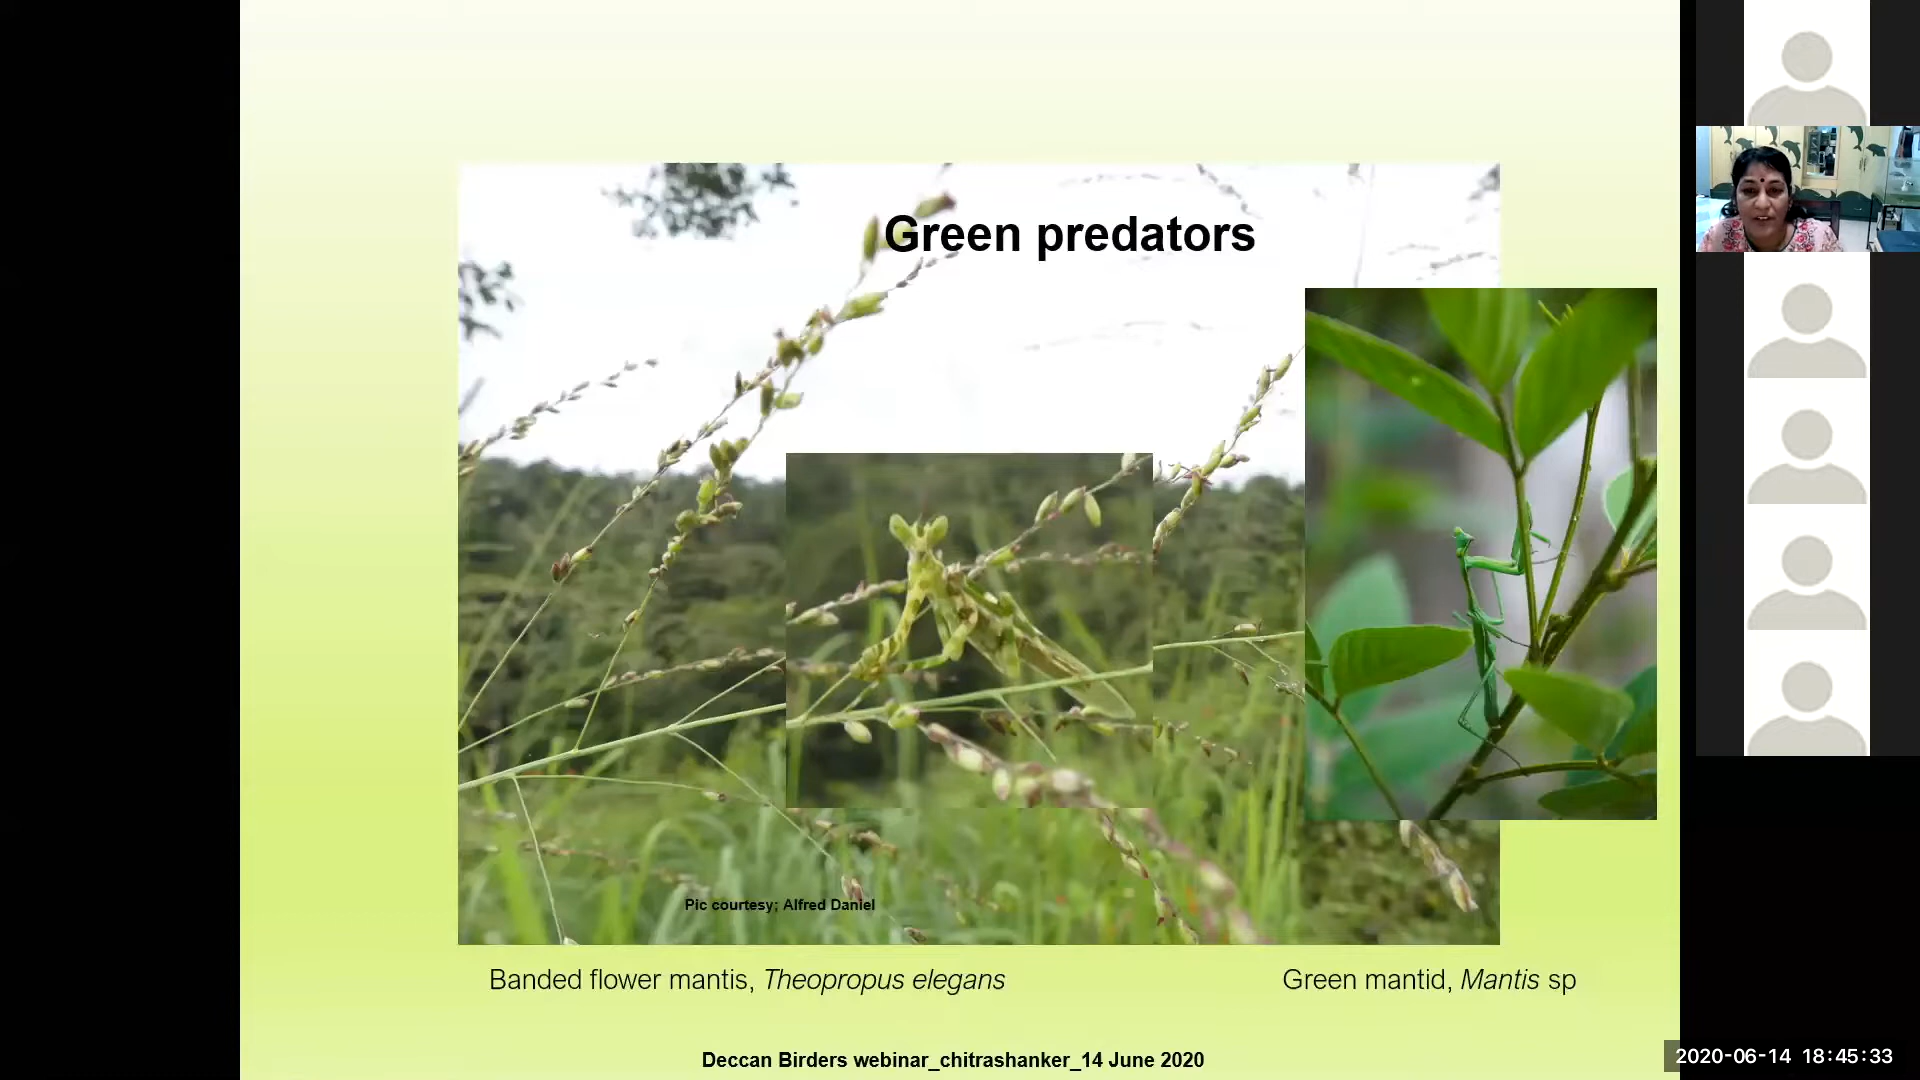 Green predators
Pic courtesy; Alfred Daniel
Banded flower mantis, Theopropus elegans
Green mantid, Mantis sp
Deccan Birders webinar_chitrashanker_14 June 2020
2020-06-14 18:45:33